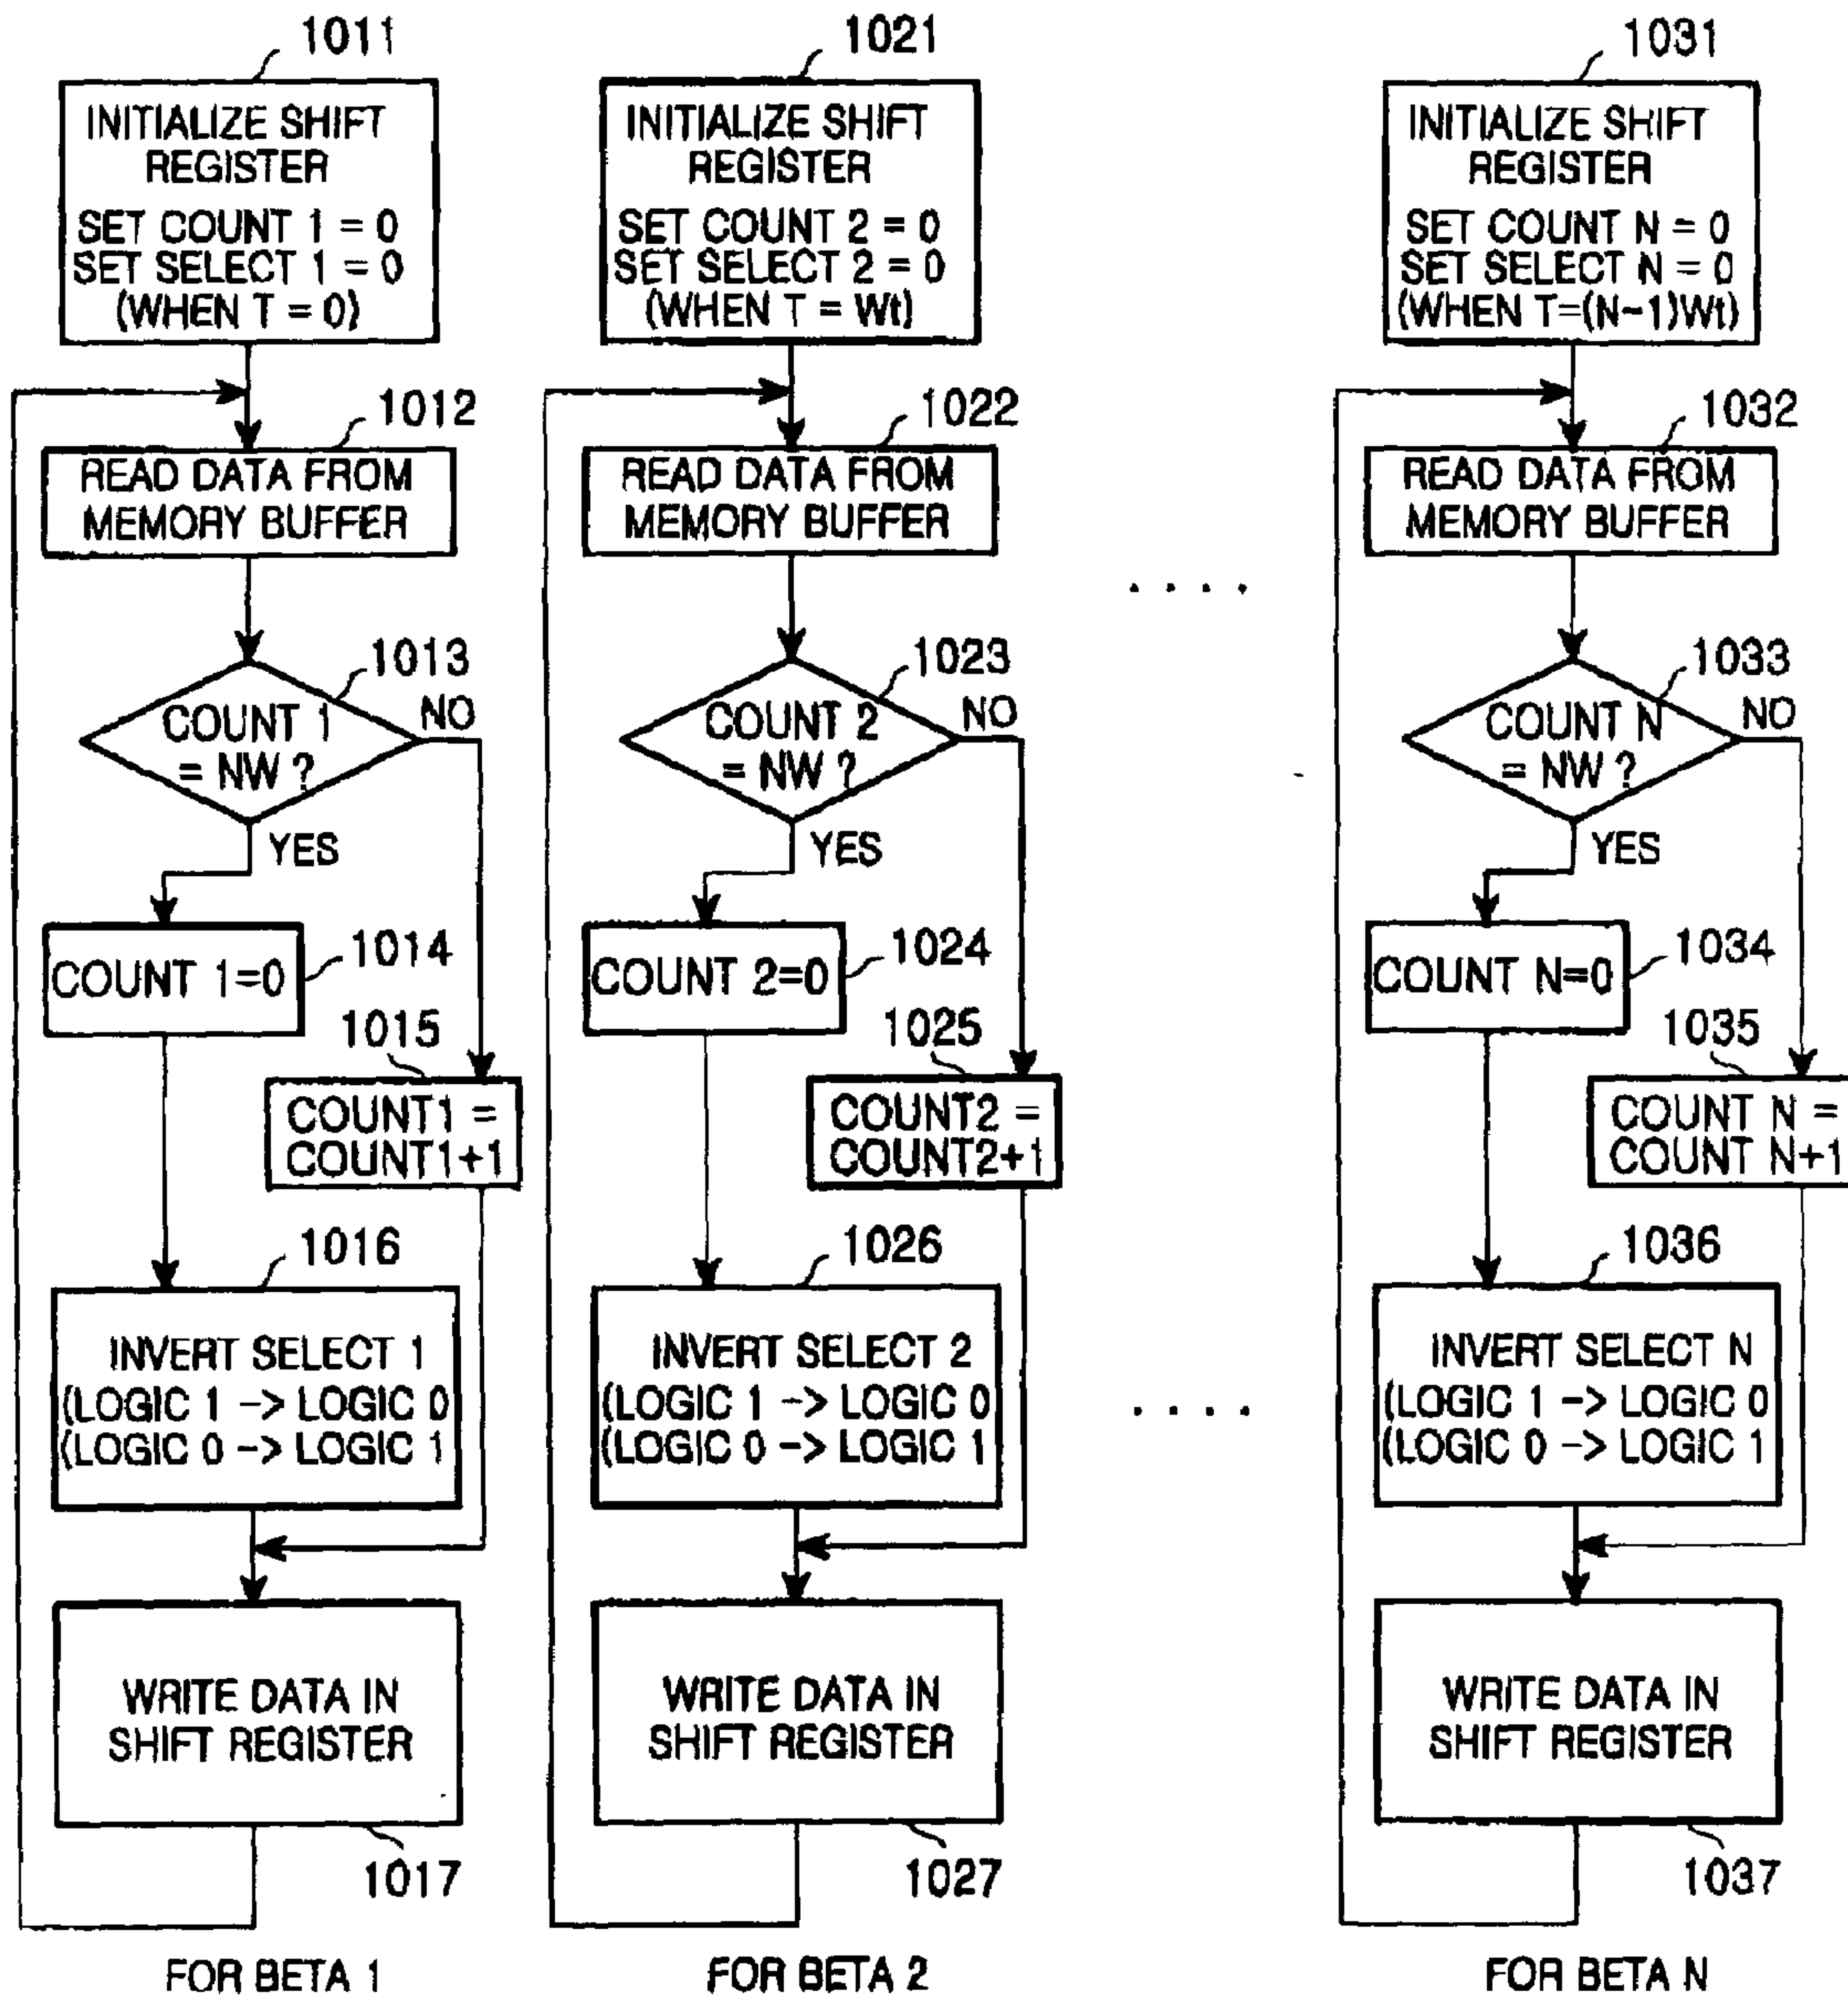 1011
INITIALIZE SHIFT
REGISTER
SET COUNT 1 = 0
SET SELECT 1 = 0
(WHEN T = 0)
1012
READ DATA FROM
MEMORY BUFFER
1013
COUNT 1
= NW ?
NO
YES
1014
COUNT 1=0
1015
COUNT1 =
COUNT1+1
1016
INVERT SELECT 1
(LOGIC 1 -> LOGIC 0
(LOGIC 0 -> LOGIC 1
WRITE DATA IN
SHIFT REGISTER
1017
FOR BETA 1
1021
INITIALIZE SHIFT
REGISTER
SET COUNT 2 = 0
SET SELECT 2 = 0
(WHEN T = Wt)
1022
READ DATA FROM
MEMORY BUFFER
1023
COUNT 2
= NW ?
NO
YES
1024
COUNT 2=0
1025
COUNT2 =
COUNT2+1
1026
INVERT SELECT 2
(LOGIC 1 -> LOGIC 0
(LOGIC 0 -> LOGIC 1
WRITE DATA IN
SHIFT REGISTER
1027
FOR BETA 2
. . . .
. . . .
1031
INITIALIZE SHIFT
REGISTER
SET COUNT N = 0
SET SELECT N = 0
(WHEN T=(N-1)Wt)
1032
READ DATA FROM
MEMORY BUFFER
1033
COUNT N
= NW ?
NO
YES
1034
COUNT N=0
1035
COUNT N =
COUNT N+1
1036
INVERT SELECT N
(LOGIC 1 -> LOGIC 0
(LOGIC 0 -> LOGIC 1
WRITE DATA IN
SHIFT REGISTER
1037
FOR BETA N